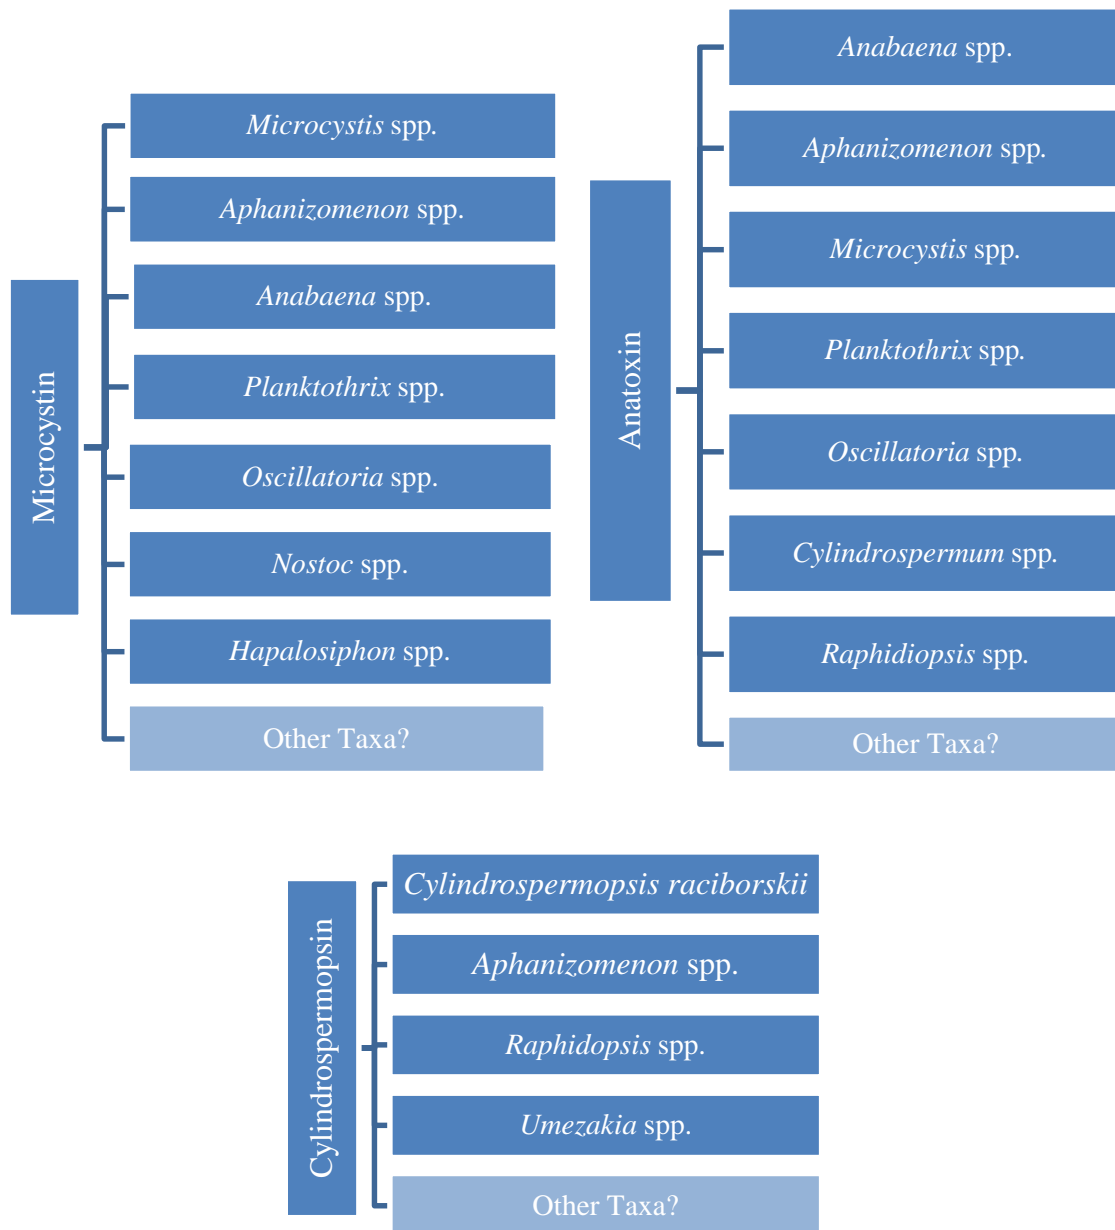 Microcystin
Microcystis spp.
Aphanizomenon spp.
Anabaena spp.
Planktothrix spp.
Oscillatoria spp.
Nostoc spp.
Hapalosiphon spp.
Other Taxa?
Anatoxin
Anabaena spp.
Aphanizomenon spp.
Microcystis spp.
Planktothrix spp.
Oscillatoria spp.
Cylindrospermum spp.
Raphidiopsis spp.
Other Taxa?
Cylindrospermopsin
Cylindrospermopsis raciborskii
Aphanizomenon spp.
Raphidopsis spp.
Umezakia spp.
Other Taxa?